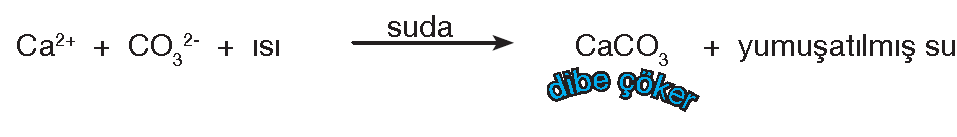 Ca²⁺ + CO₃²⁻ + ısı suda CaCO₃ + yumuşatılmış su
dibe çöker